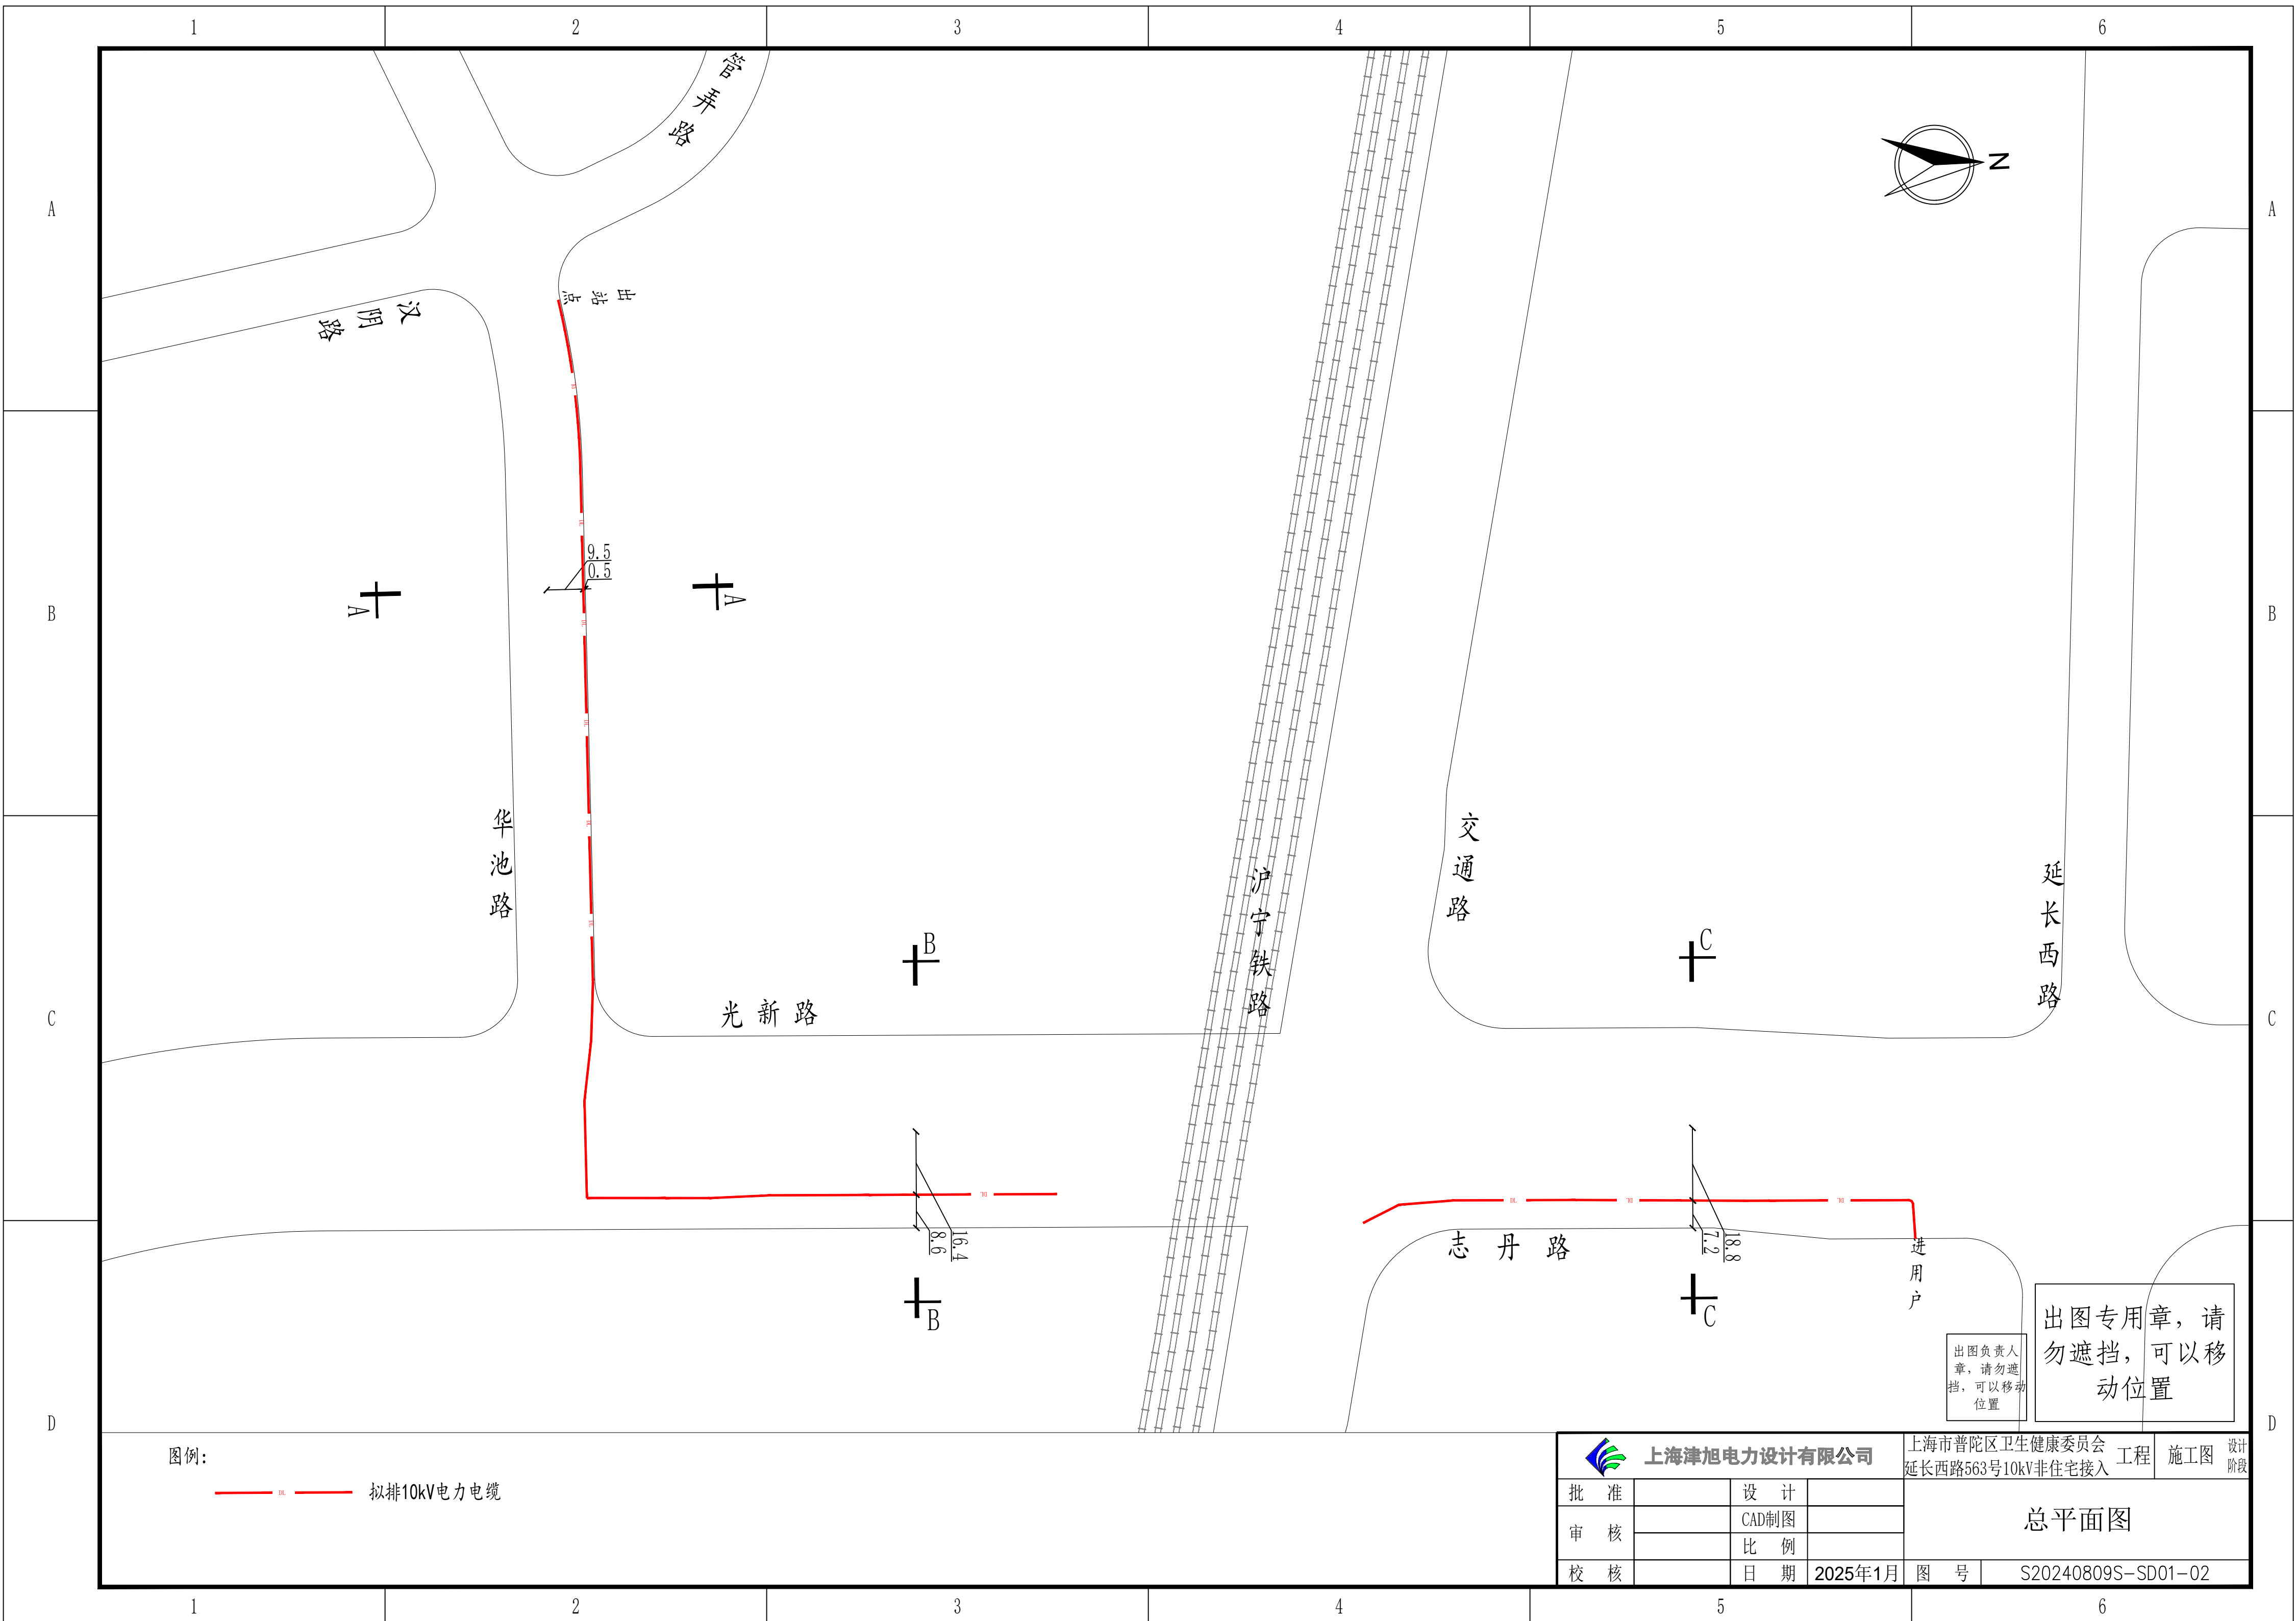 1 2 3 4 5 6
管弄路
N
A A
出站点
汉阴路
9.5
0.5
A A
B B
华池路
交通路
延长西路
沪宁铁路
B
C
光新路
C C
16.4
8.6
18.8
7.2
志丹路
进用户
B
C
出图专用章，请
勿遮挡，可以移
动位置
出图负责人
章，请勿遮
挡，可以移动
位置
D D
图例:
DL 拟排10kV电力电缆
上海津旭电力设计有限公司
上海市普陀区卫生健康委员会
延长西路563号10kV非住宅接入
工程 施工图 设计
阶段
批 准 设 计
审 核 CAD制图
比 例
总平面图
校 核 日 期 2025年1月 图 号 S20240809S-SD01-02
1 2 3 4 5 6